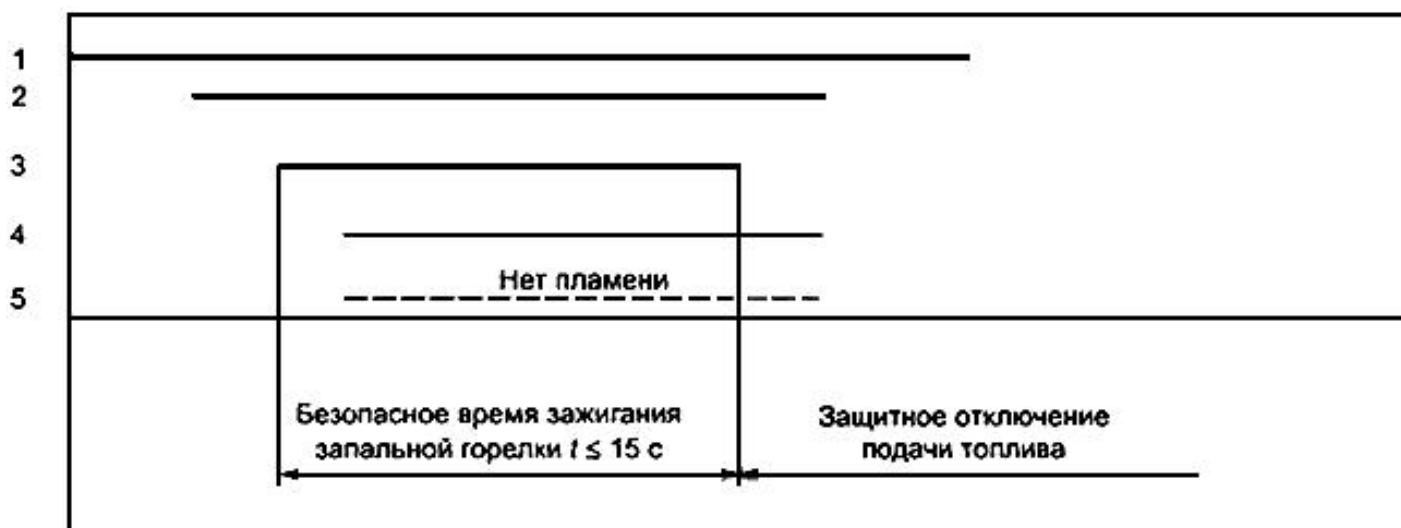 1
2
3
4
Нет пламени
5
Безопасное время зажигания
запальной горелки t ≤ 15 с
Защитное отключение
подачи топлива